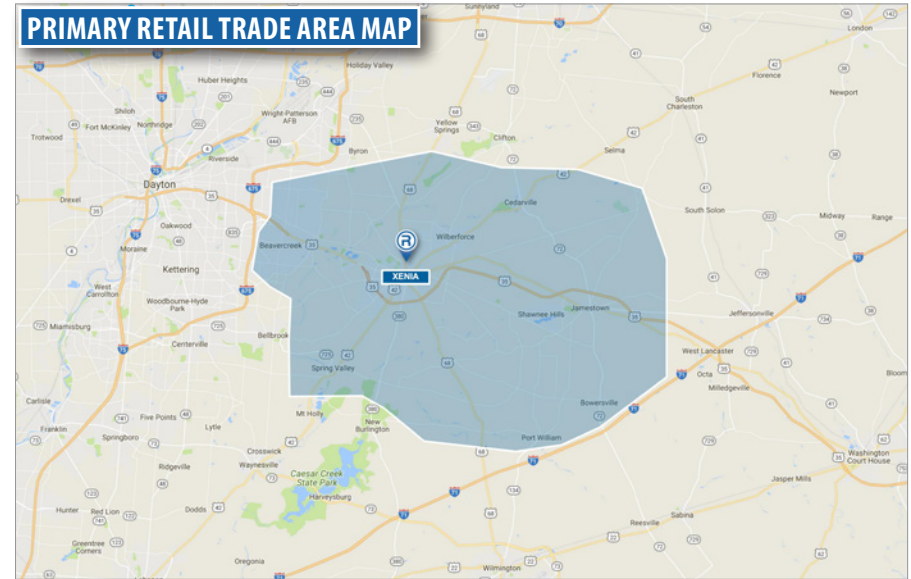 PRIMARY RETAIL TRADE AREA MAP
Sunnyland
London
Holiday Valley
Florence
Huber Heights
Newport
South
Charleston
Shiloh
Wright-Patterson
AFB
Fort McKinley
Northridge
Yellow
Springs
Clifton
Trotwood
Riverside
Byron
Selma
Dayton
Drexel
Cedarville
South Solon
Midway
Range
Oakwood
Wilberforce
Moraine
Beavercreek
Kettering
XENIA
West
Carrollton
Woodbourne-Hyde
Park
Shawnee Hills
Jamestown
Jeffersonville
Miamisburg
Bellbrook
Centerville
West Lancaster
Spring Valley
Octa
Milledgeville
Bloom
Carlisle
Bowersville
Mt Holly
Five Points
New
Burlington
Franklin
Lytle
Springboro
Port William
Crosswick
Waynesville
Washington
Court House
Ridgeville
Caesar Creek
State Park
Jasper Mills
Harveysburg
Hunter
Red Lion
Dodds
Sabina
Reesville
Greentree
Corners
Oregonia
Wilmington